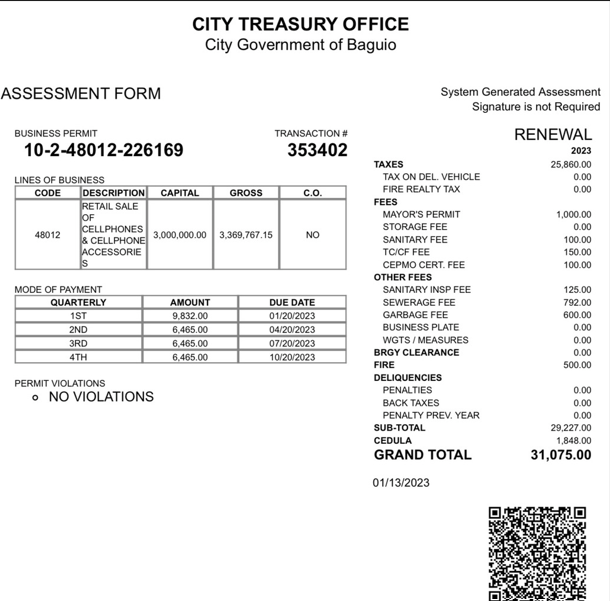 CITY TREASURY OFFICE
City Government of Baguio
ASSESSMENT FORM
System Generated Assessment
Signature is not Required
BUSINESS PERMIT
10-2-48012-226169
TRANSACTION #
353402
LINES OF BUSINESS
CODE DESCRIPTION CAPITAL GROSS C.O.
48012 RETAIL SALE OF CELLPHONES & CELLPHONE ACCESSORIES 3,000,000.00 3,369,767.15 NO
MODE OF PAYMENT
QUARTERLY AMOUNT DUE DATE
1ST 9,832.00 01/20/2023
2ND 6,465.00 04/20/2023
3RD 6,465.00 07/20/2023
4TH 6,465.00 10/20/2023
PERMIT VIOLATIONS
NO VIOLATIONS
RENEWAL
2023
TAXES 25,860.00
TAX ON DEL. VEHICLE 0.00
FIRE REALTY TAX 0.00
FEES
MAYOR'S PERMIT 1,000.00
STORAGE FEE 0.00
SANITARY FEE 100.00
TC/CF FEE 150.00
CEPMO CERT. FEE 100.00
OTHER FEES
SANITARY INSP FEE 125.00
SEWERAGE FEE 792.00
GARBAGE FEE 600.00
BUSINESS PLATE 0.00
WGTS / MEASURES 0.00
BRGY CLEARANCE 0.00
FIRE 500.00
DELIQUENCIES
PENALTIES 0.00
BACK TAXES 0.00
PENALTY PREV. YEAR 0.00
SUB-TOTAL 29,227.00
CEDULA 1,848.00
GRAND TOTAL 31,075.00
01/13/2023